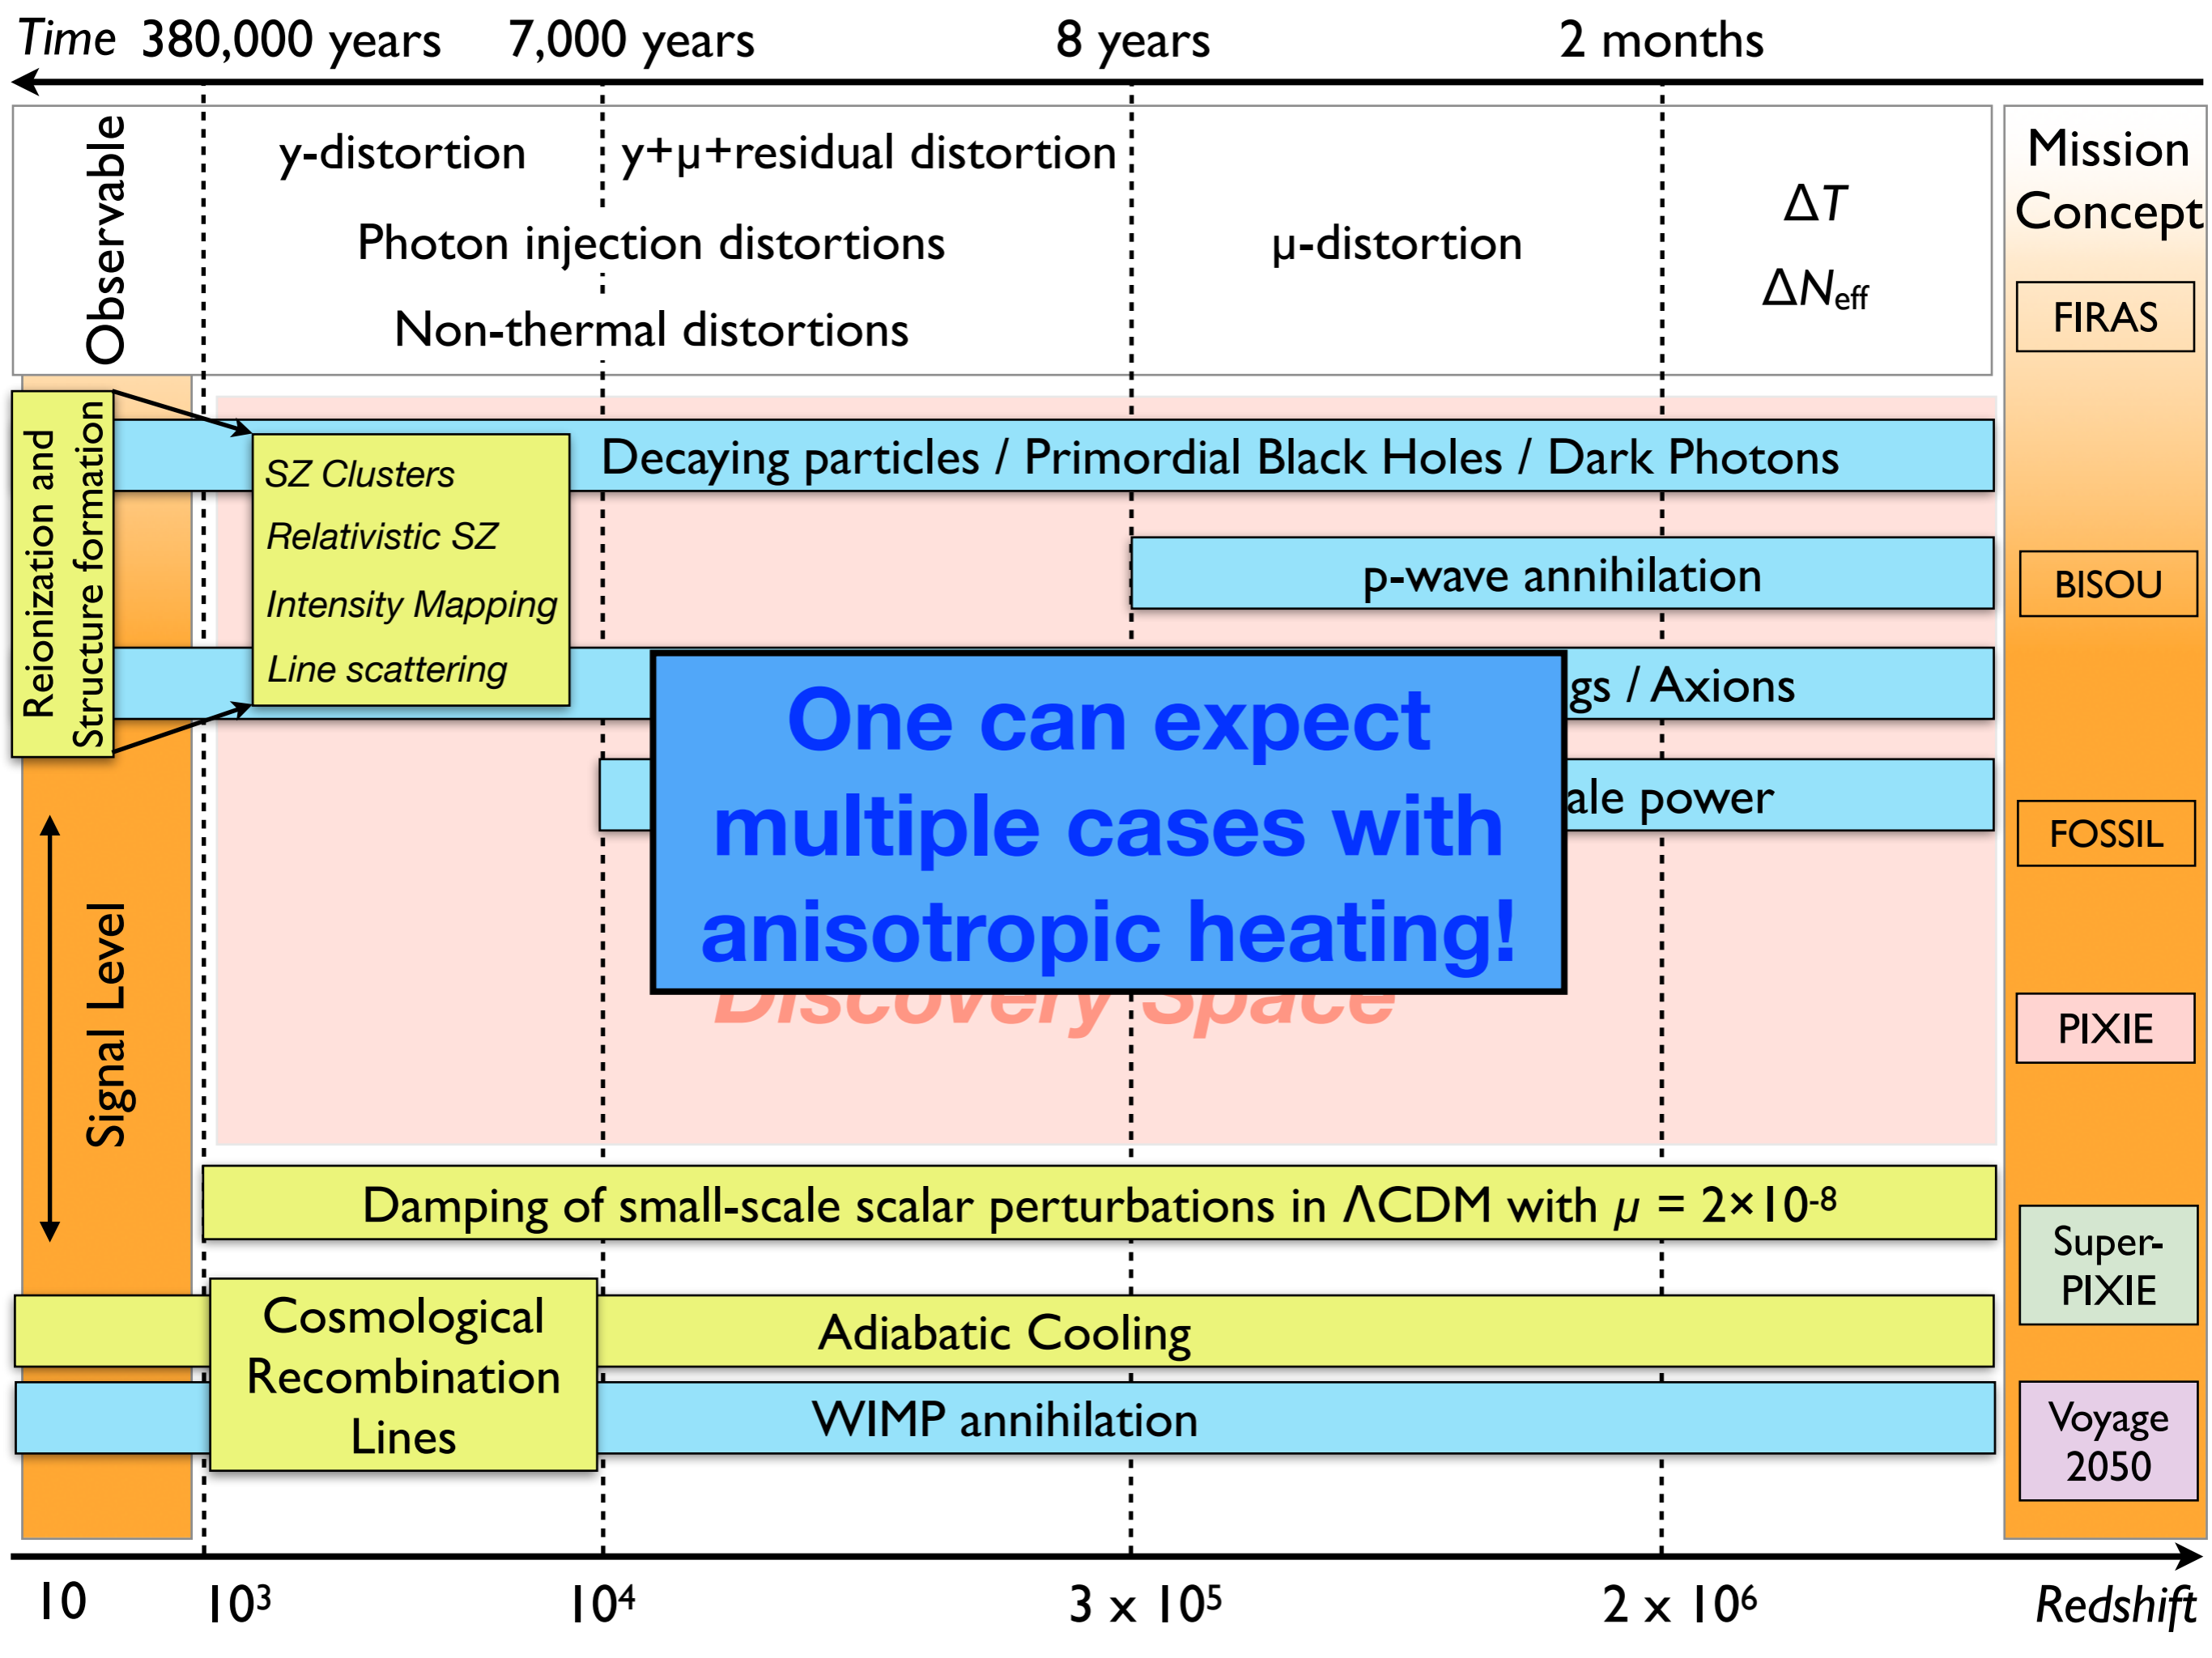 Time 380,000 years 7,000 years 8 years 2 months
Observable
y-distortion
y+μ+residual distortion
Photon injection distortions
Non-thermal distortions
μ-distortion
ΔT
ΔNeff
Mission
Concept
FIRAS
BISOU
FOSSIL
PIXIE
Super-
PIXIE
Voyage
2050
Reionization and
Structure formation
SZ Clusters
Relativistic SZ
Intensity Mapping
Line scattering
Decaying particles / Primordial Black Holes / Dark Photons
p-wave annihilation
gs / Axions
ale power
One can expect
multiple cases with
anisotropic heating!
Discovery Space
Signal Level
Damping of small-scale scalar perturbations in ΛCDM with μ = 2×10-8
Cosmological
Recombination
Lines
Adiabatic Cooling
WIMP annihilation
10 10³ 10⁴ 3 x 10⁵ 2 x 10⁶ Redshift